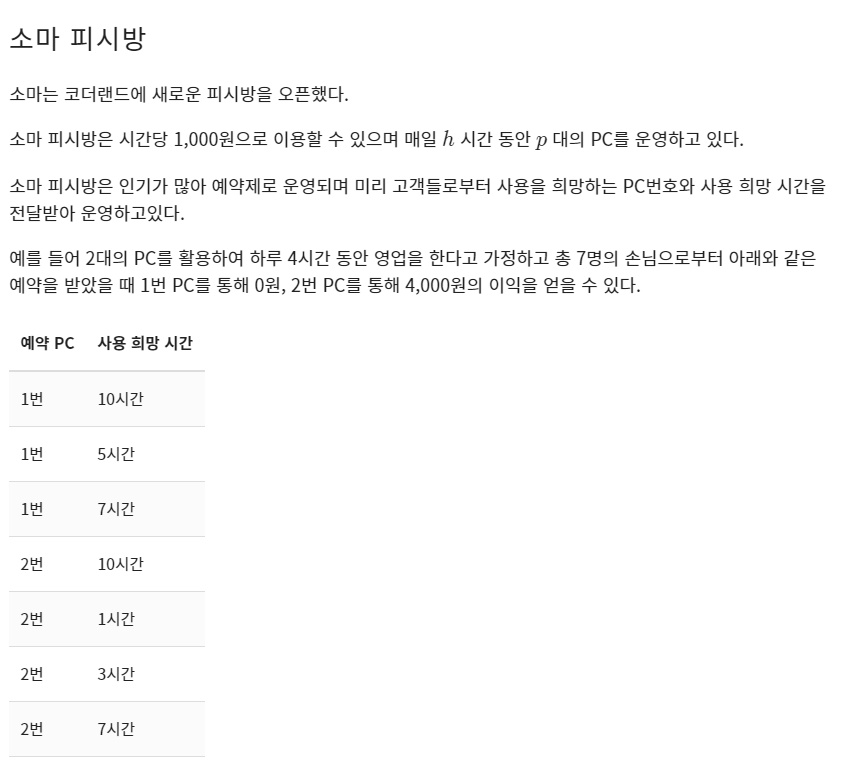 소마 피시방
소마는 코더랜드에 새로운 피시방을 오픈했다.
소마 피시방은 시간당 1,000원으로 이용할 수 있으며 매일 h 시간 동안 p 대의 PC를 운영하고 있다.
소마 피시방은 인기가 많아 예약제로 운영되며 미리 고객들로부터 사용을 희망하는 PC번호와 사용 희망 시간을
전달받아 운영하고있다.
예를 들어 2대의 PC를 활용하여 하루 4시간 동안 영업을 한다고 가정하고 총 7명의 손님으로부터 아래와 같은
예약을 받았을 때 1번 PC를 통해 0원, 2번 PC를 통해 4,000원의 이익을 얻을 수 있다.
예약 PC 사용 희망 시간
1번 10시간
1번 5시간
1번 7시간
2번 10시간
2번 1시간
2번 3시간
2번 7시간